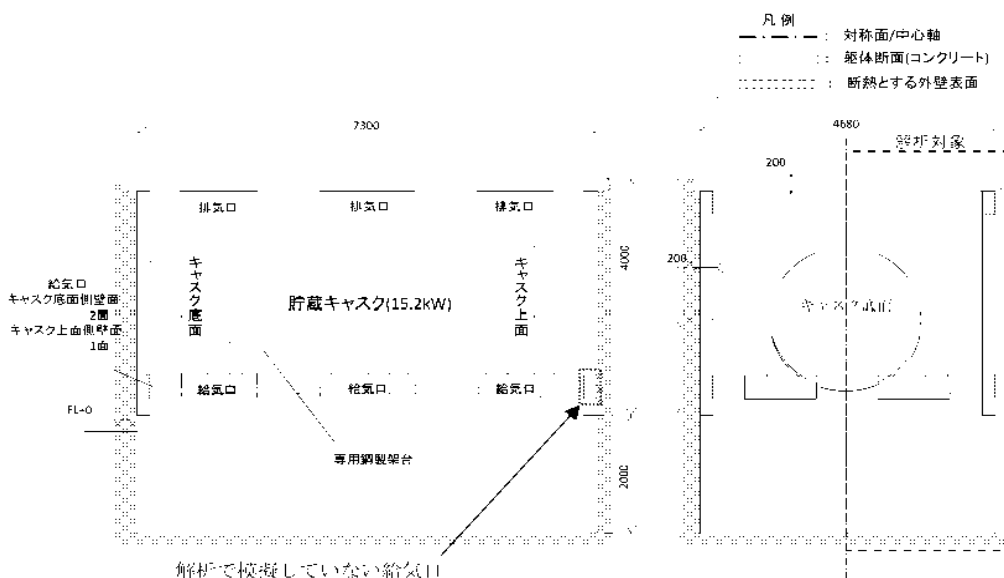 凡例
： 対称面/中心軸
： 躯体断面(コンクリート)
： 断熱とする外壁表面
7300
4680
解析対象
200
排気口
排気口
排気口
4000
200
給気口
キャスク底面側壁面
2面
キャスク上面側壁面
1面
キャスク底面
貯蔵キャスク(15.2kW)
キャスク上面
キャスク底面
給気口
給気口
給気口
FL±0
専用鋼製架台
2000
解析で模擬していない給気口